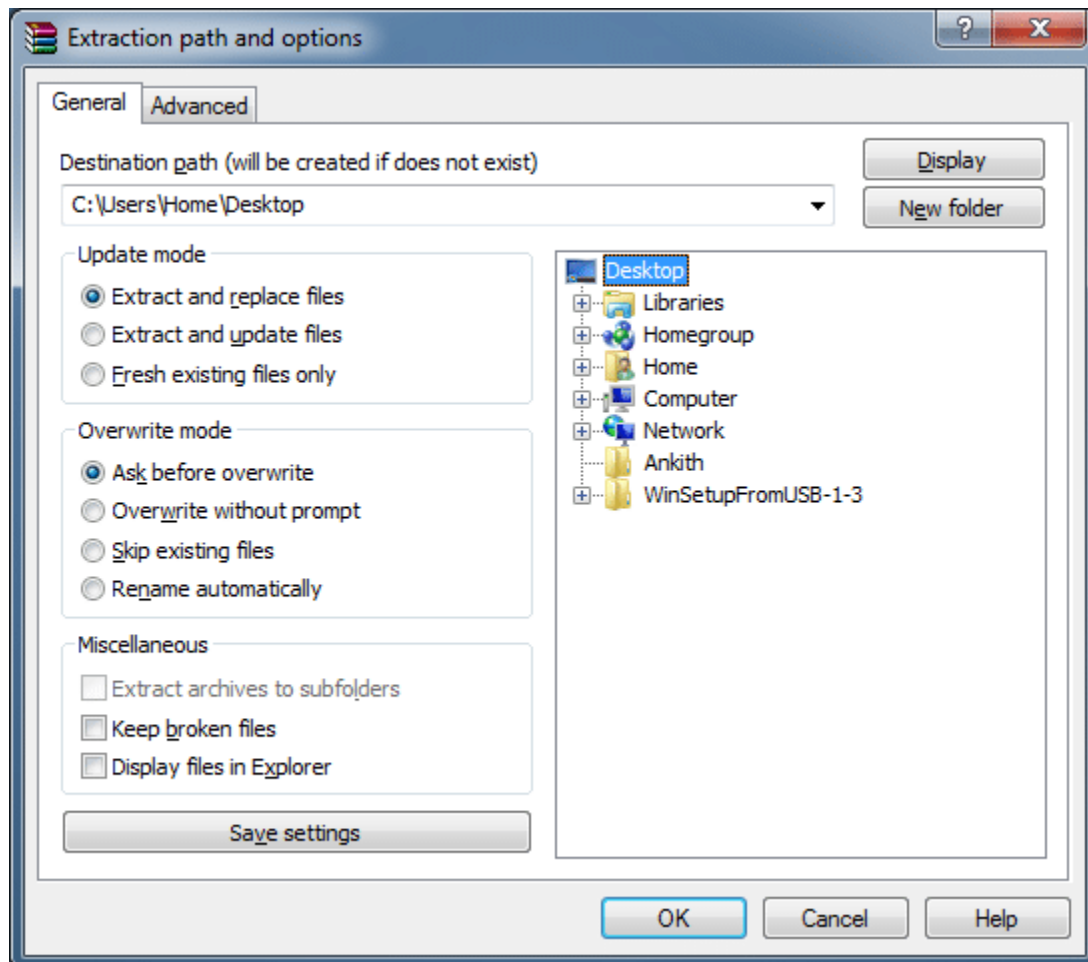 Extraction path and options
General
Advanced
Destination path (will be created if does not exist)
Display
C:\Users\Home\Desktop
New folder
Update mode
Extract and replace files
Extract and update files
Fresh existing files only
Overwrite mode
Ask before overwrite
Overwrite without prompt
Skip existing files
Rename automatically
Miscellaneous
Extract archives to subfolders
Keep broken files
Display files in Explorer
Save settings
Desktop
Libraries
Homegroup
Home
Computer
Network
Ankith
WinSetupFromUSB-1-3
OK
Cancel
Help